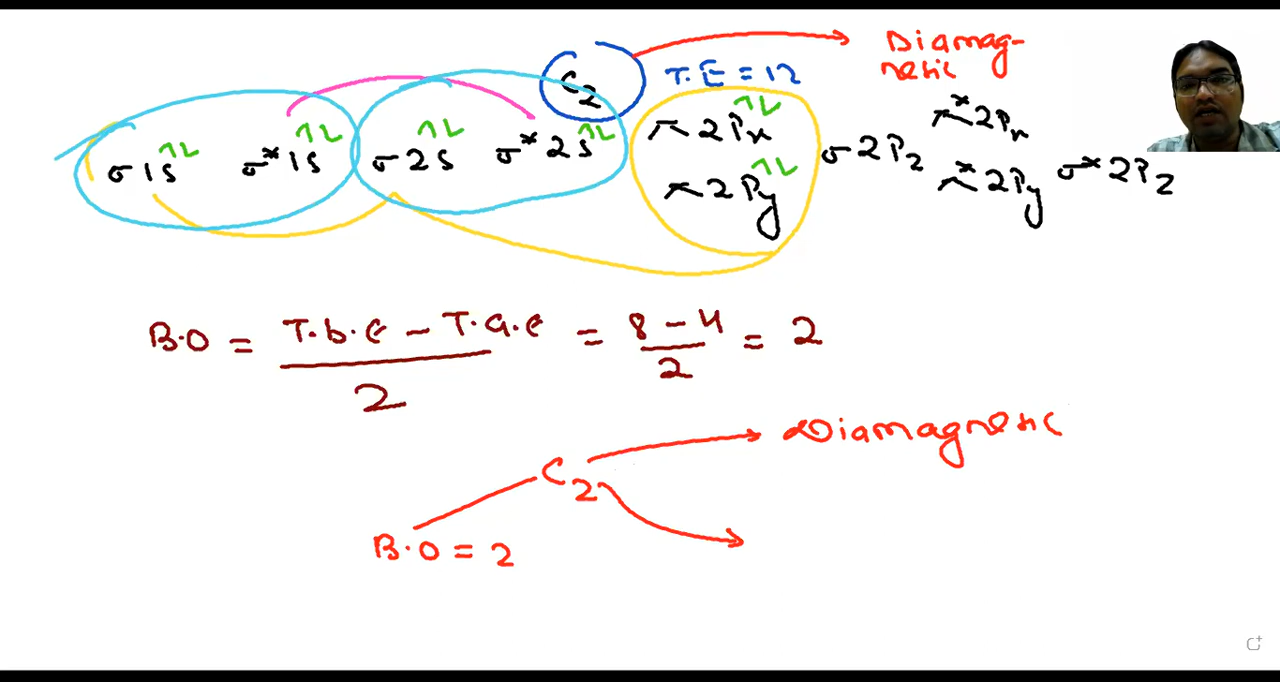 C2
T.E = 12
Diamag-
netic
σ1s↿⇂ σ*1s↿⇂ σ2s↿⇂ σ*2s↿⇂ π2Px↿⇂ σ2Pz π*2Px σ*2Pz
π2Py↿⇂ π*2Py
B.O = T.b.e - T.a.e / 2 = 8 - 4 / 2 = 2
C2 Diamagnetic
B.O = 2